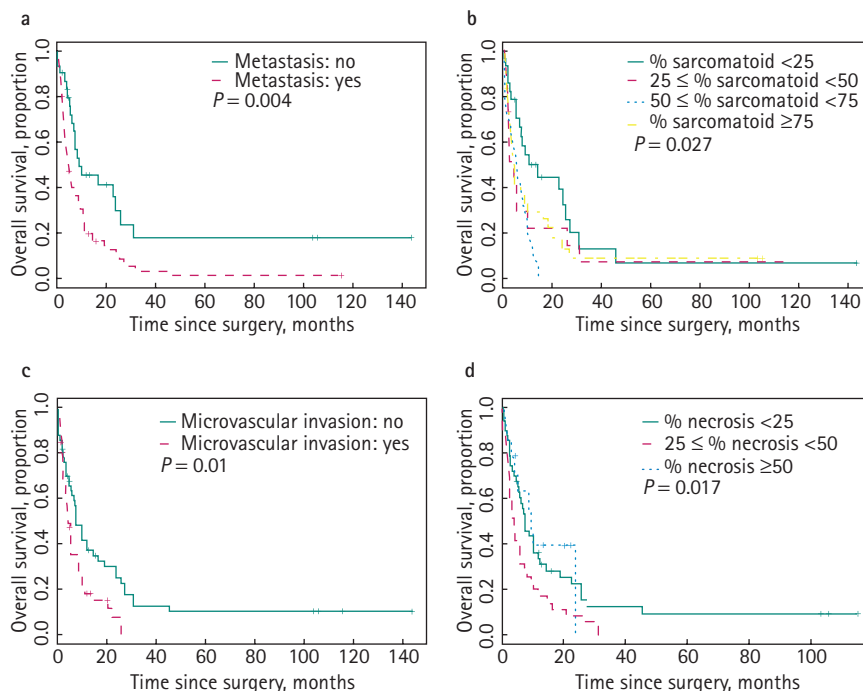 a
Overall survival, proportion
1.0
0.8
0.6
0.4
0.2
0.0
Metastasis: no
Metastasis: yes
P = 0.004
0 20 40 60 80 100 120 140
Time since surgery, months
b
Overall survival, proportion
1.0
0.8
0.6
0.4
0.2
0.0
% sarcomatoid <25
25 ≤ % sarcomatoid <50
50 ≤ % sarcomatoid <75
% sarcomatoid ≥75
P = 0.027
0 20 40 60 80 100 120 140
Time since surgery, months
c
Overall survival, proportion
1.0
0.8
0.6
0.4
0.2
0.0
Microvascular invasion: no
Microvascular invasion: yes
P = 0.01
0 20 40 60 80 100 120 140
Time since surgery, months
d
Overall survival, proportion
1.0
0.8
0.6
0.4
0.2
0.0
% necrosis <25
25 ≤ % necrosis <50
% necrosis ≥50
P = 0.017
0 20 40 60 80 100
Time since surgery, months